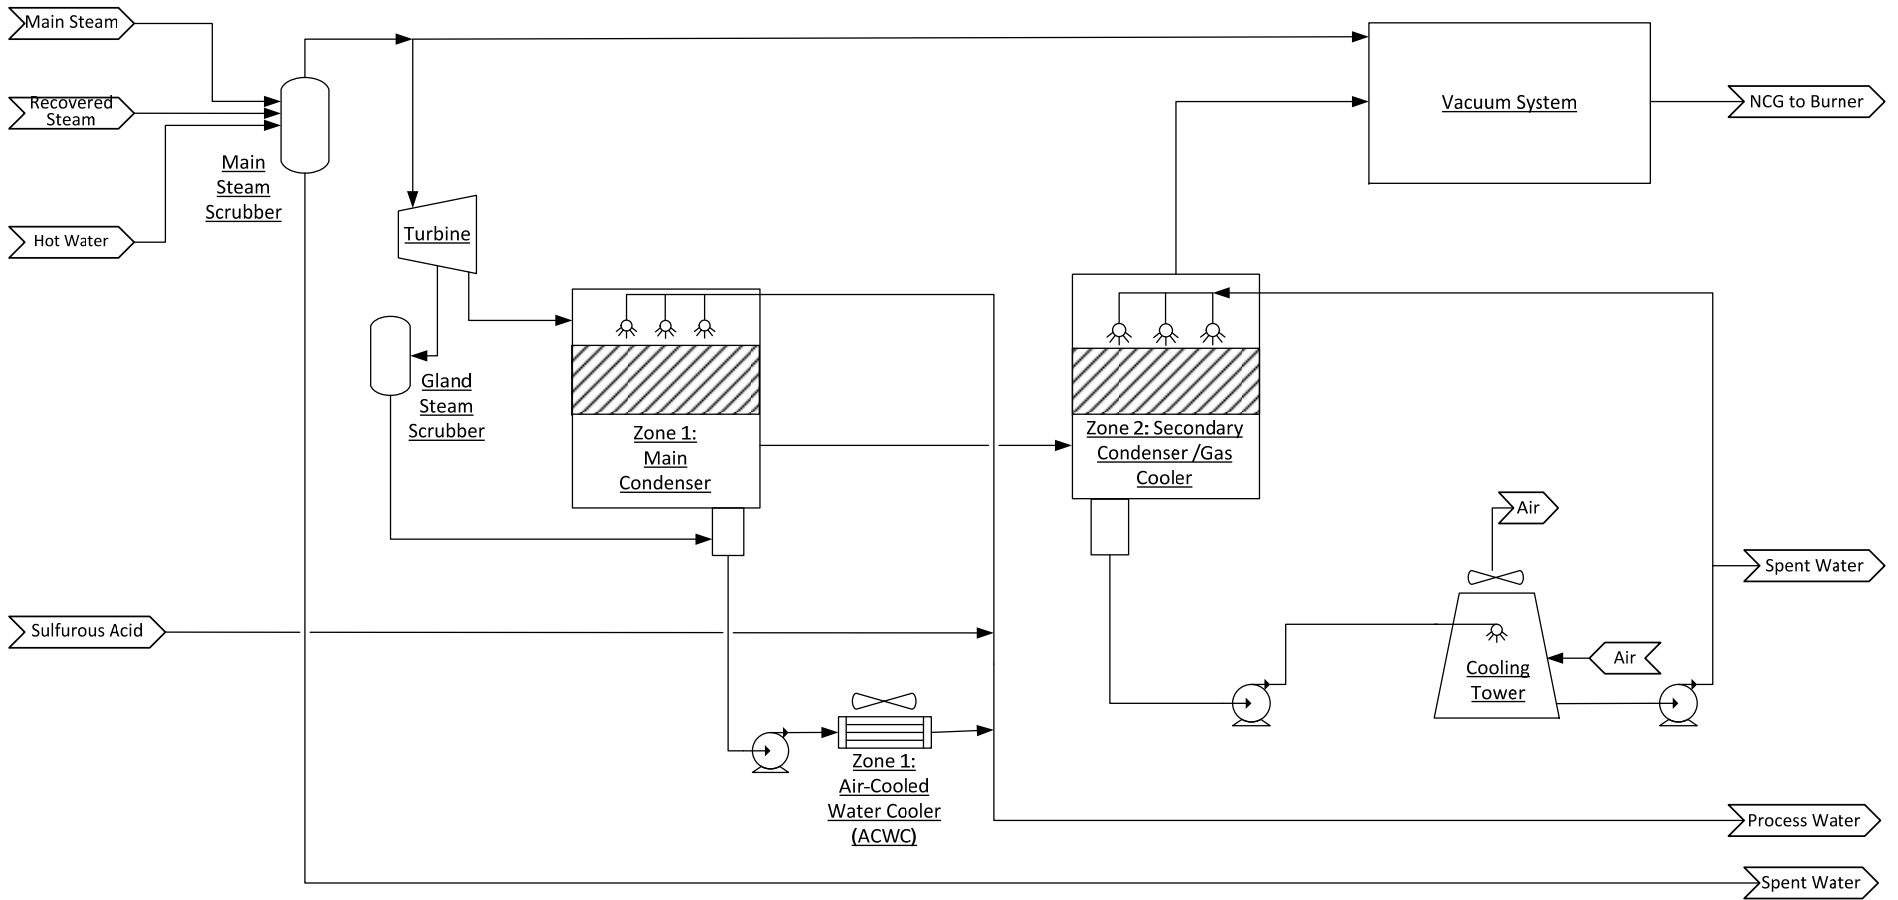 Main Steam
Recovered
Steam
Hot Water
Main
Steam
Scrubber
Turbine
Gland
Steam
Scrubber
Zone 1:
Main
Condenser
Vacuum System
NCG to Burner
Zone 2: Secondary
Condenser /Gas
Cooler
Air
Spent Water
Air
Cooling
Tower
Sulfurous Acid
Zone 1:
Air-Cooled
Water Cooler
(ACWC)
Process Water
Spent Water